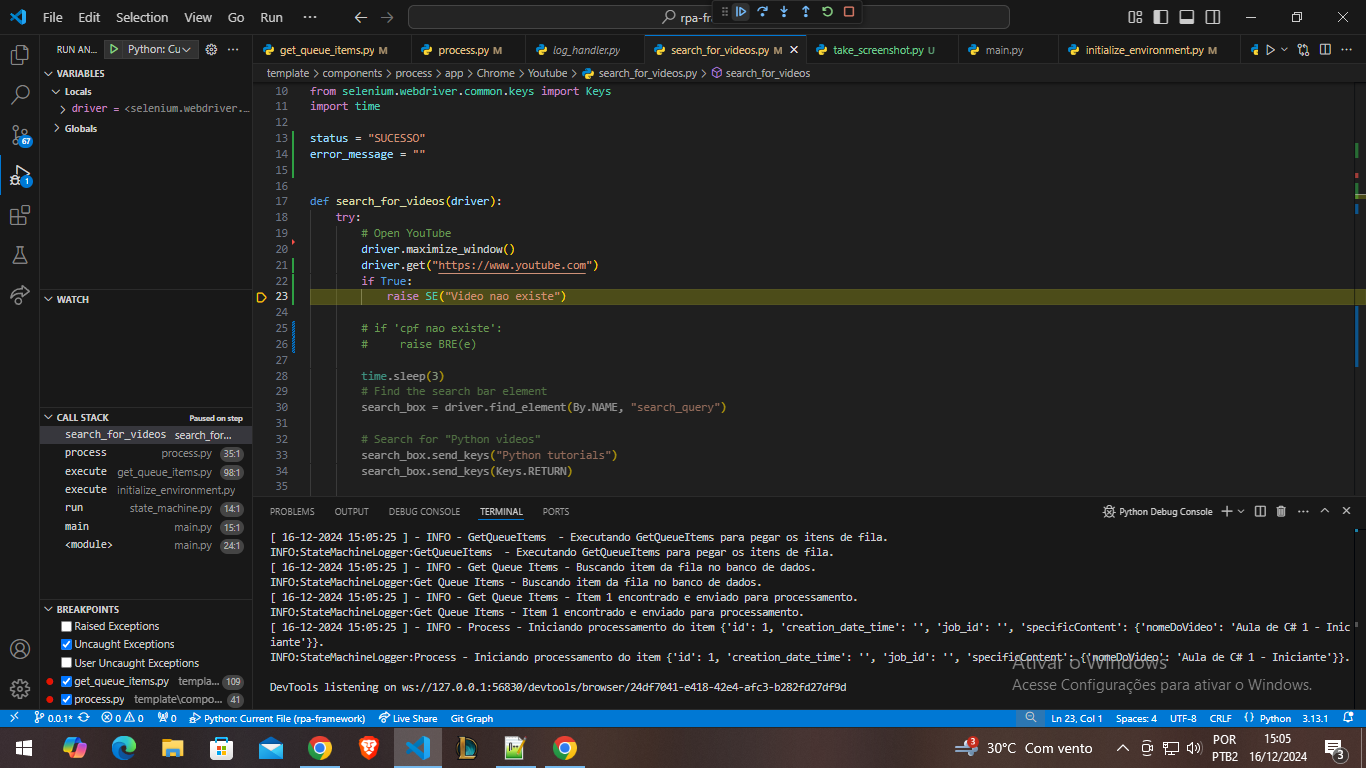 File Edit Selection View Go Run ··· rpa-fr
RUN AN... Python: Cu ···
get_queue_items.py M process.py M log_handler.py search_for_videos.py M take_screenshot.py U main.py initialize_environment.py M
template > components > process > app > Chrome > Youtube > search_for_videos.py > search_for_videos
VARIABLES
Locals
driver = <selenium.webdriver....
Globals
WATCH
CALL STACK Paused on step
search_for_videos search_for...
process process.py 35:1
execute get_queue_items.py 98:1
execute initialize_environment.py
run state_machine.py 14:1
main main.py 15:1
<module> main.py 24:1
BREAKPOINTS
Raised Exceptions
Uncaught Exceptions
User Uncaught Exceptions
get_queue_items.py templa... 109
process.py template\compo... 41
67
1
10 from selenium.webdriver.common.keys import Keys
11 import time
12
13 status = "SUCESSO"
14 error_message = ""
15
16
17 def search_for_videos(driver):
18 try:
19 # Open YouTube
20 driver.maximize_window()
21 driver.get("https://www.youtube.com")
22 if True:
23 raise SE("Video nao existe")
24
25 # if 'cpf nao existe':
26 # raise BRE(e)
27
28 time.sleep(3)
29 # Find the search bar element
30 search_box = driver.find_element(By.NAME, "search_query")
31
32 # Search for "Python videos"
33 search_box.send_keys("Python tutorials")
34 search_box.send_keys(Keys.RETURN)
35
PROBLEMS OUTPUT DEBUG CONSOLE TERMINAL PORTS Python Debug Console
[ 16-12-2024 15:05:25 ] - INFO - GetQueueItems  - Executando GetQueueItems para pegar os itens de fila.
INFO:StateMachineLogger:GetQueueItems  - Executando GetQueueItems para pegar os itens de fila.
[ 16-12-2024 15:05:25 ] - INFO - Get Queue Items - Buscando item da fila no banco de dados.
INFO:StateMachineLogger:Get Queue Items - Buscando item da fila no banco de dados.
[ 16-12-2024 15:05:25 ] - INFO - Get Queue Items - Item 1 encontrado e enviado para processamento.
INFO:StateMachineLogger:Get Queue Items - Item 1 encontrado e enviado para processamento.
[ 16-12-2024 15:05:25 ] - INFO - Process - Iniciando processamento do item {'id': 1, 'creation_date_time': '', 'job_id': '', 'specificContent': {'nomeDoVideo': 'Aula de C# 1 - Inic
iante'}}.
INFO:StateMachineLogger:Process - Iniciando processamento do item {'id': 1, 'creation_date_time': '', 'job_id': '', 'specificContent': {'nomeDoVideo': 'Aula de C# 1 - Iniciante'}}.
DevTools listening on ws://127.0.0.1:56830/devtools/browser/24df7041-e418-42e4-afc3-b282fd27df9d
Ativar o Windows
Acesse Configurações para ativar o Windows.
0.0.1* 0 0 0 Python: Current File (rpa-framework) Live Share Git Graph Ln 23, Col 1 Spaces: 4 UTF-8 CRLF {} Python 3.13.1
3 30°C Com vento POR 15:05
PTB2 16/12/2024 3